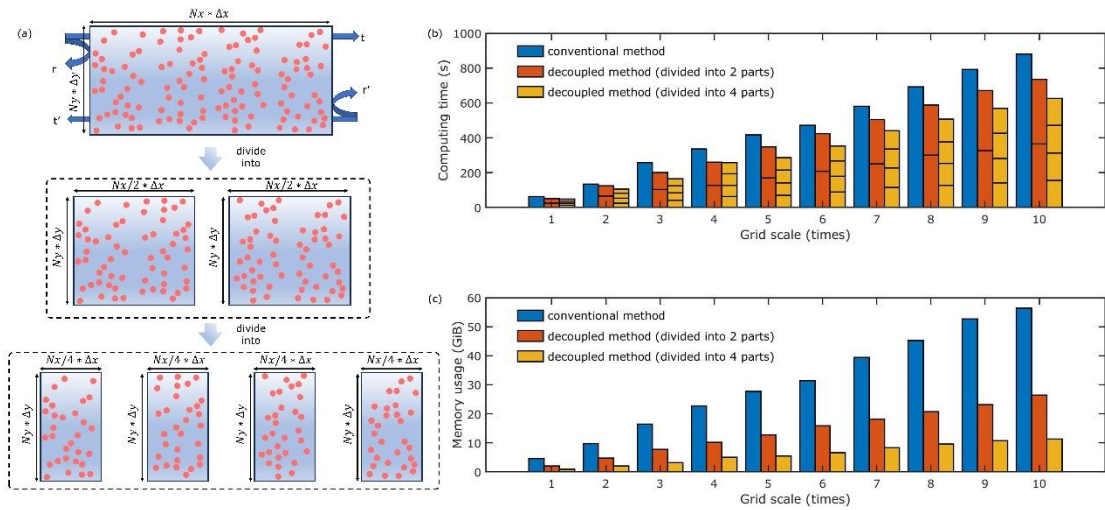 (a)
Nx * Δx
t
r
Ny * Δy
r'
t'
divide
into
Nx/2 * Δx
Nx/2 * Δx
Ny * Δy
Ny * Δy
divide
into
Nx/4 * Δx
Nx/4 * Δx
Nx/4 * Δx
Nx/4 * Δx
Ny * Δy
Ny * Δy
Ny * Δy
Ny * Δy
(b)
1000
800
600
400
200
0
Computing time (s)
conventional method
decoupled method (divided into 2 parts)
decoupled method (divided into 4 parts)
1 2 3 4 5 6 7 8 9 10
Grid scale (times)
(c)
60
50
40
30
20
10
0
Memory usage (GiB)
conventional method
decoupled method (divided into 2 parts)
decoupled method (divided into 4 parts)
1 2 3 4 5 6 7 8 9 10
Grid scale (times)